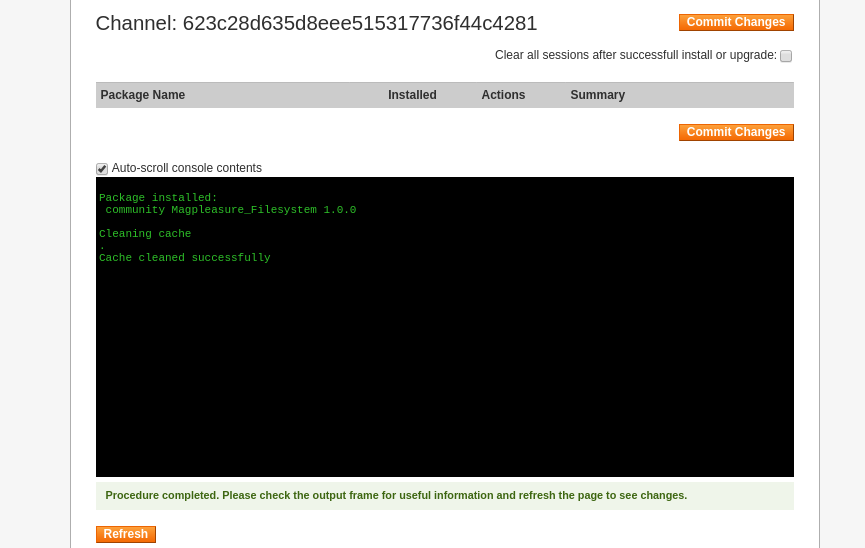 Channel: 623c28d635d8eee515317736f44c4281
Commit Changes
Clear all sessions after successfull install or upgrade:
Package Name Installed Actions Summary
Commit Changes
Auto-scroll console contents
Package installed:
community Magpleasure_Filesystem 1.0.0
Cleaning cache
.
Cache cleaned successfully
Procedure completed. Please check the output frame for useful information and refresh the page to see changes.
Refresh